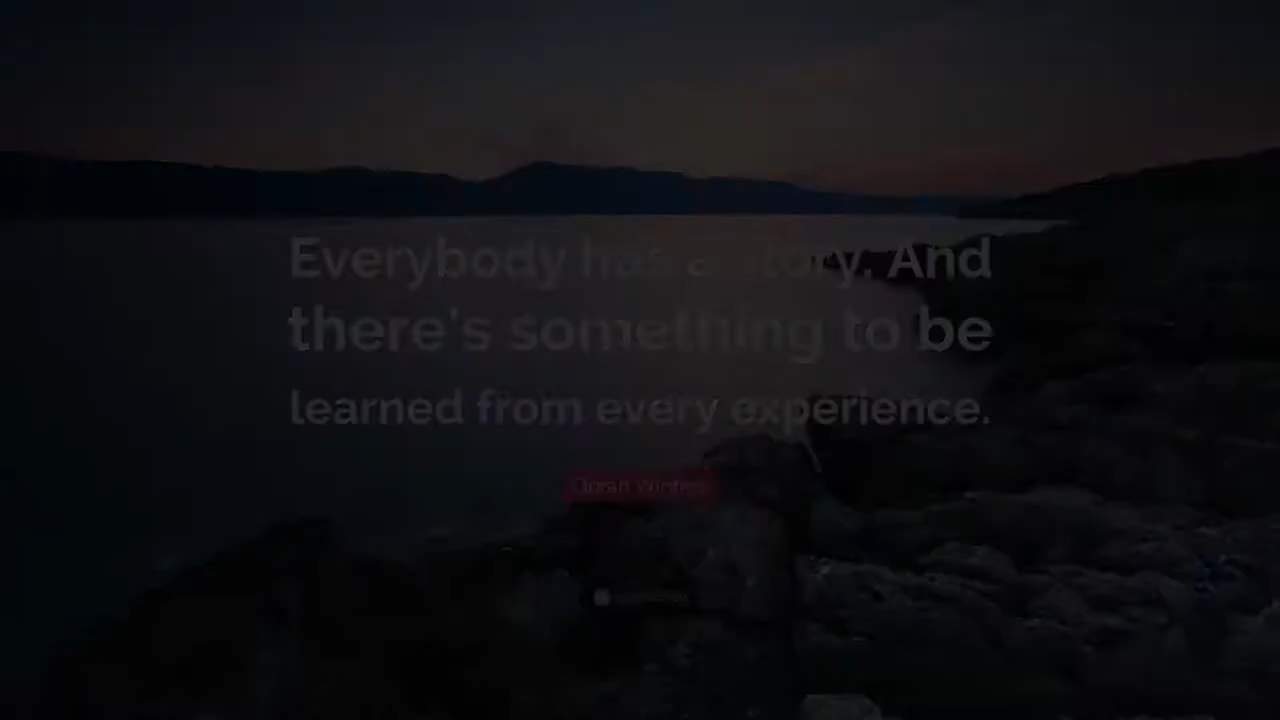 Everybody has a story. And
there's something to be
learned from every experience.
Oprah Winfrey